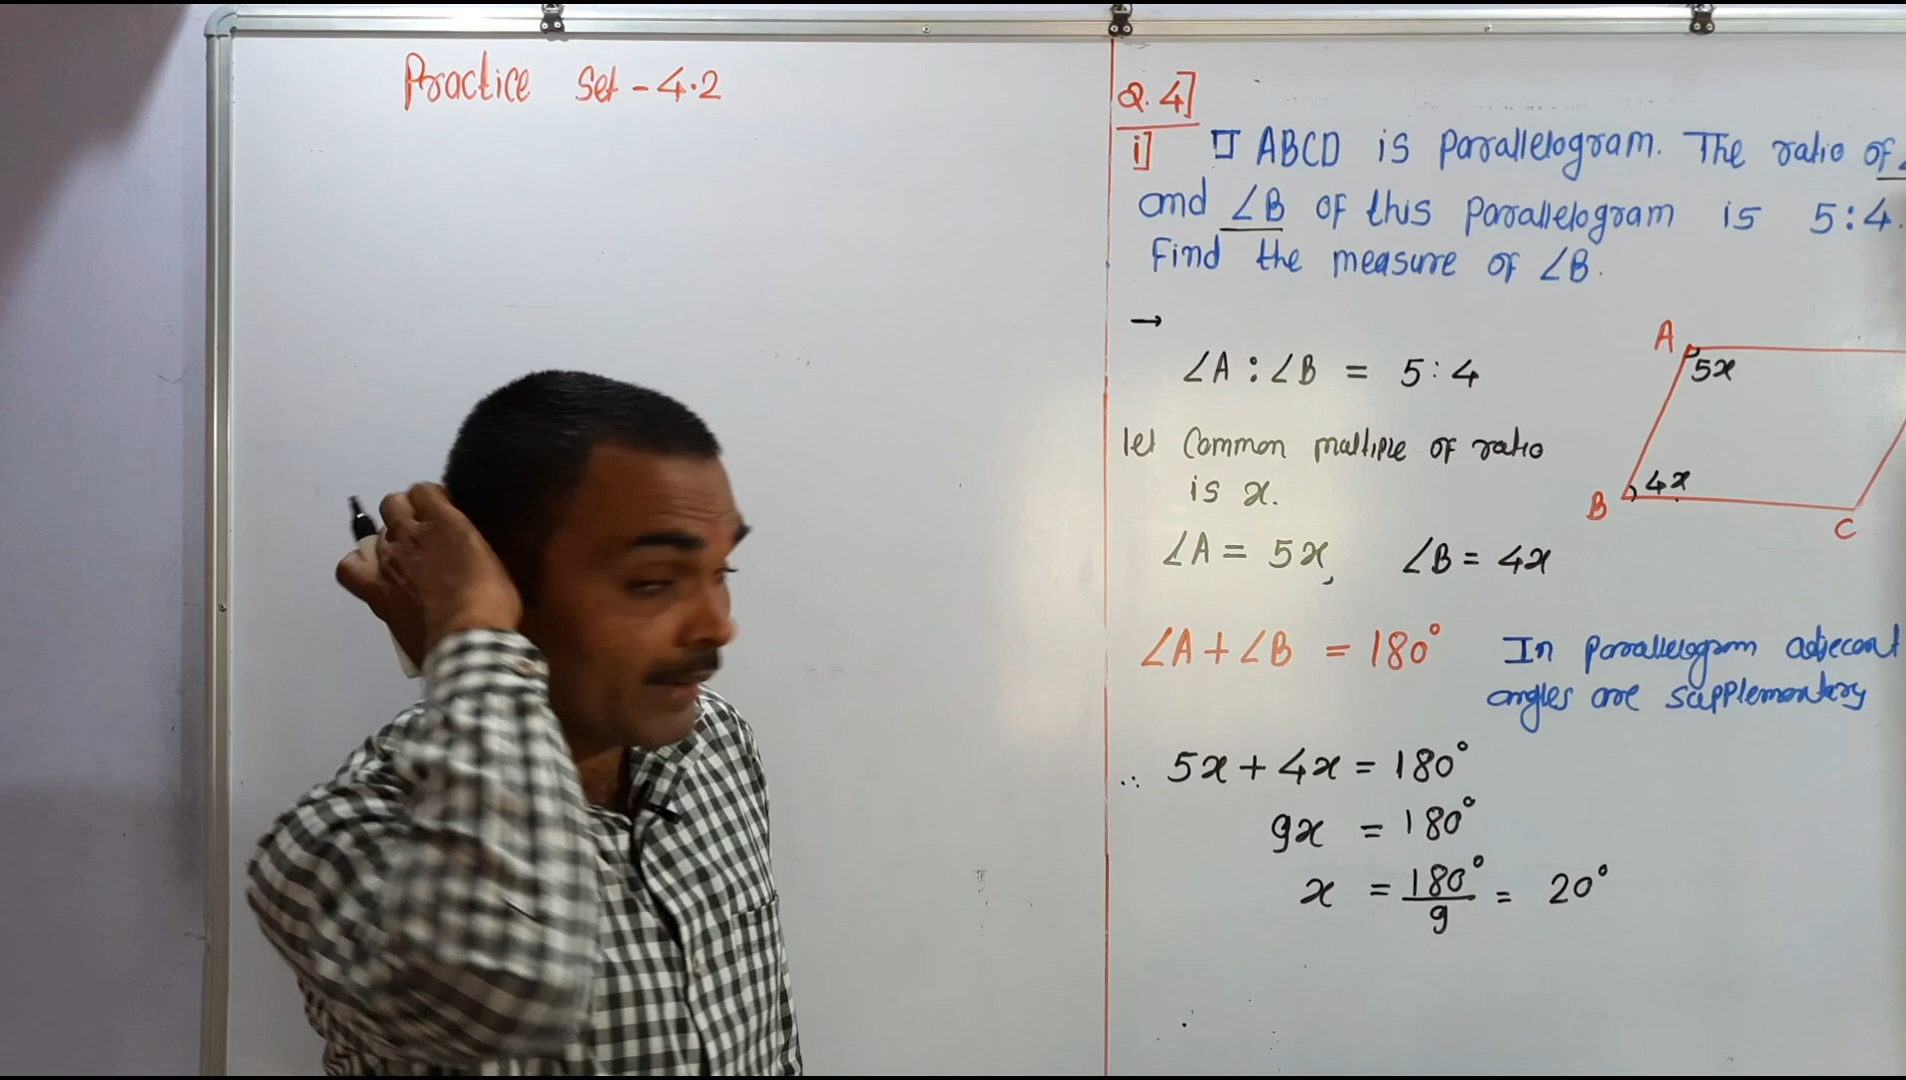 Practice Set - 4.2
Q.4]
i] □ ABCD is parallelogram. The ratio of
and ∠B of this parallelogram is 5:4.
Find the measure of ∠B.
→
∠A : ∠B = 5 : 4
let Common multiple of ratio
is x.
∠A = 5x, ∠B = 4x
A
5x
B
4x
C
∠A + ∠B = 180° In parallelogram
angles are supplementary
∴ 5x + 4x = 180°
9x = 180°
x = 180°/9 = 20°